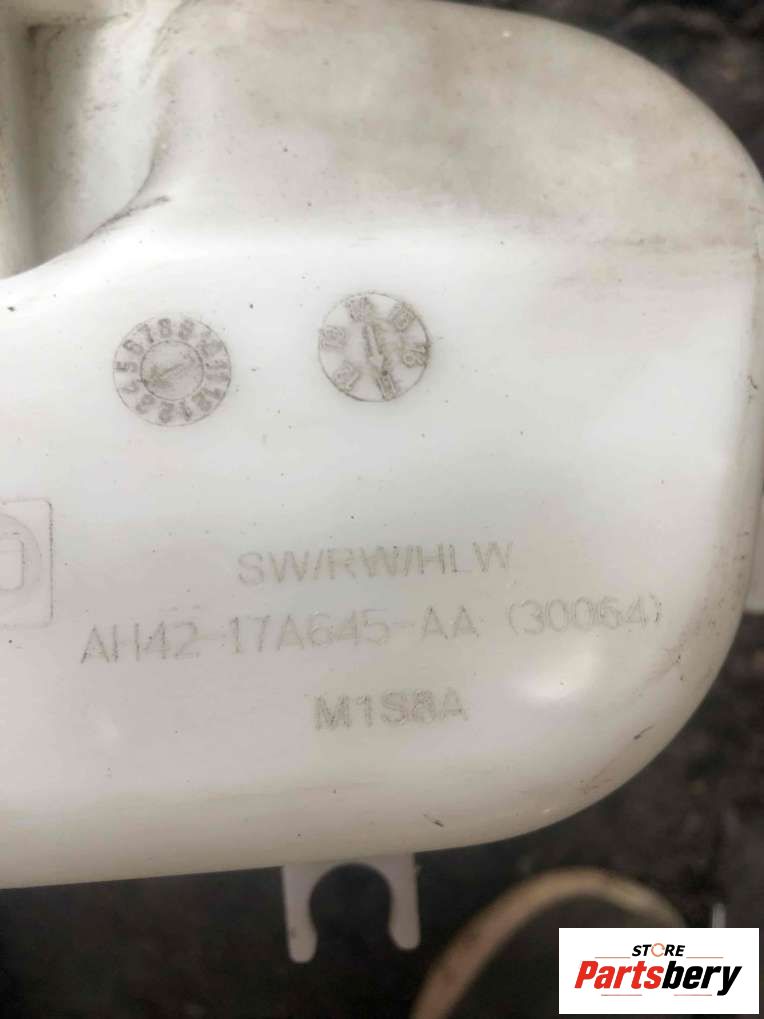 SW/RW/HLW
AH42-17A645-AA (30064)
M1S8A
STORE
Partsbery